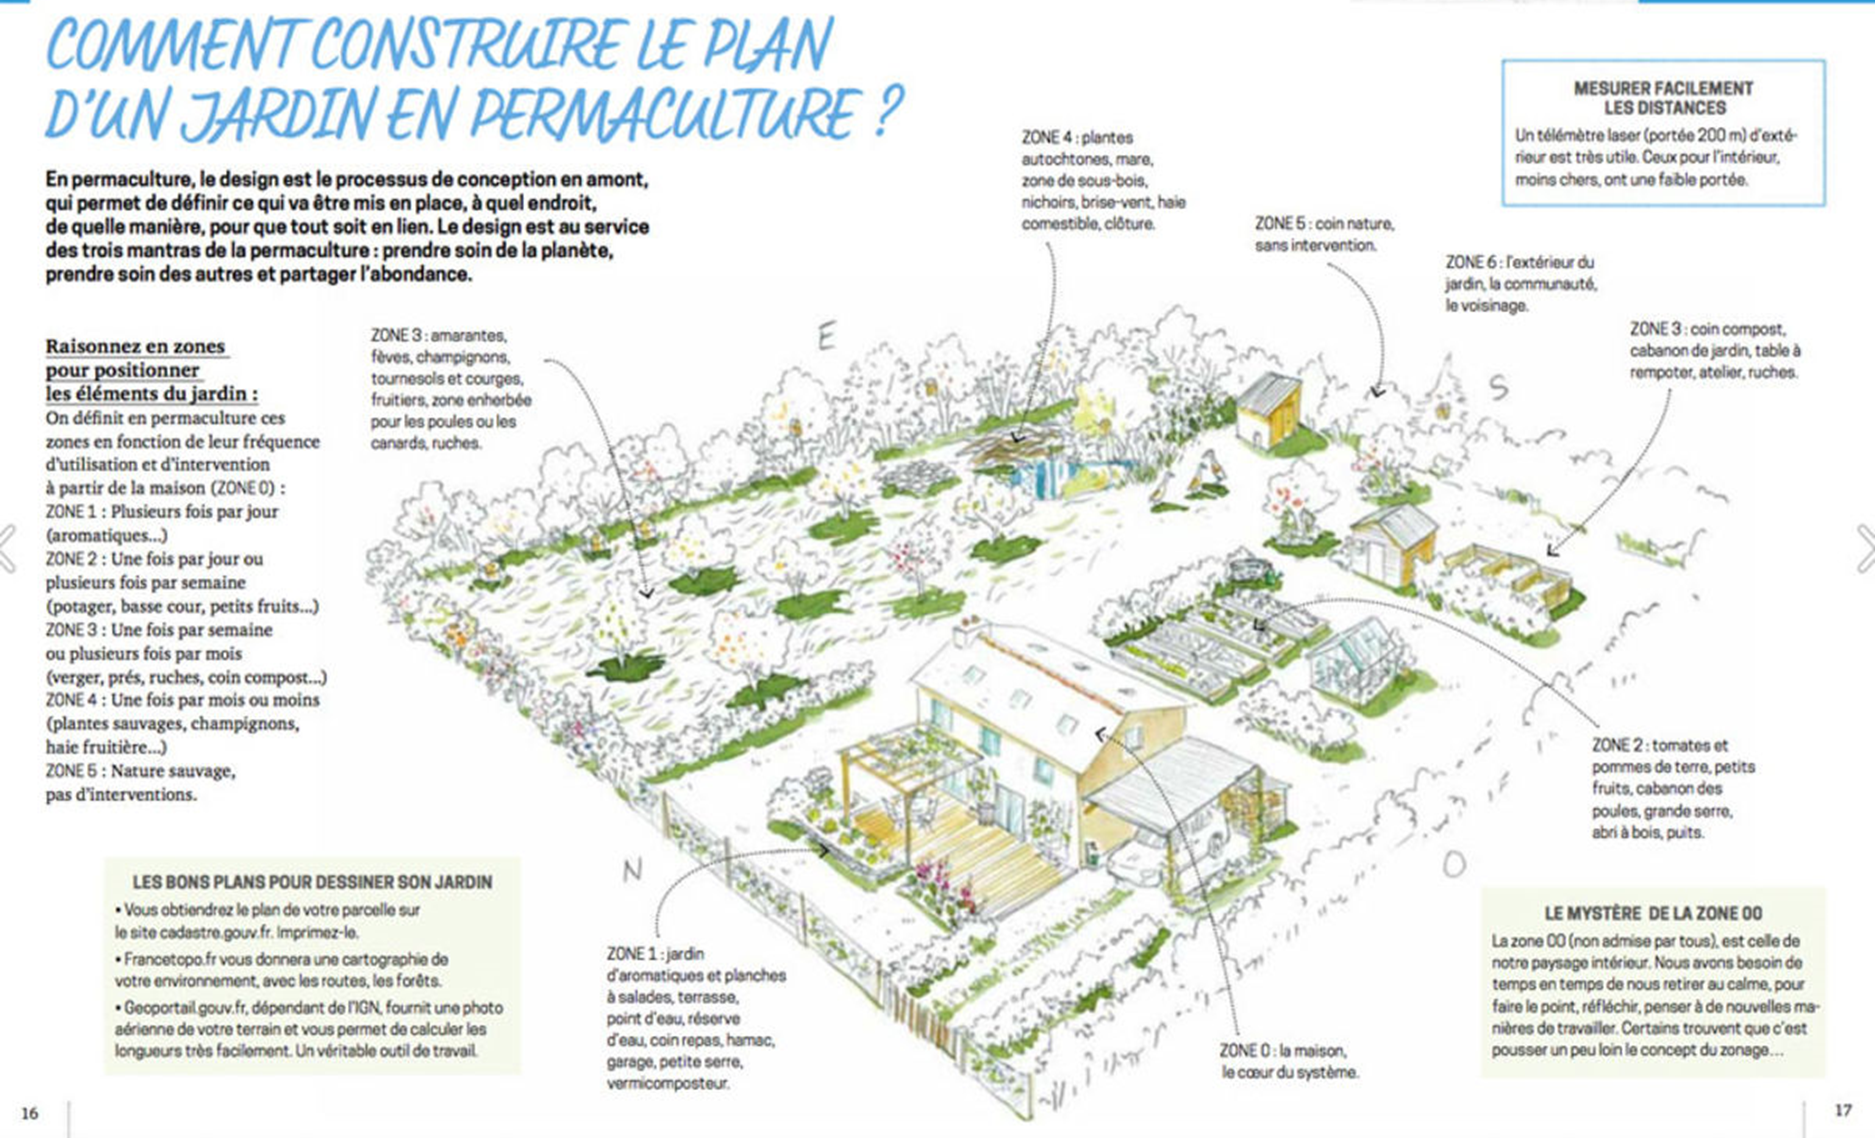 COMMENT CONSTRUIRE LE PLAN
D'UN JARDIN EN PERMACULTURE ?
En permaculture, le design est le processus de conception en amont,
qui permet de définir ce qui va être mis en place, à quel endroit,
de quelle manière, pour que tout soit en lien. Le design est au service
des trois mantras de la permaculture : prendre soin de la planète,
prendre soin des autres et partager l'abondance.
Raisonnez en zones
pour positionner
les éléments du jardin :
On définit en permaculture ces
zones en fonction de leur fréquence
d'utilisation et d'intervention
à partir de la maison (ZONE 0) :
ZONE 1 : Plusieurs fois par jour
(aromatiques...)
ZONE 2 : Une fois par jour ou
plusieurs fois par semaine
(potager, basse cour, petits fruits...)
ZONE 3 : Une fois par semaine
ou plusieurs fois par mois
(verger, prés, ruches, coin compost...)
ZONE 4 : Une fois par mois ou moins
(plantes sauvages, champignons,
haie fruitière...)
ZONE 5 : Nature sauvage,
pas d'interventions.
ZONE 3 : amarantes,
fèves, champignons,
tournesols et courges,
fruitiers, zone enherbée
pour les poules ou les
canards, ruches.
E
ZONE 4 : plantes
autochtones, mare,
zone de sous-bois,
nichoirs, brise-vent, haie
comestible, clôture.
ZONE 5 : coin nature,
sans intervention.
MESURER FACILEMENT
LES DISTANCES
Un télémètre laser (portée 200 m) d'exté-
rieur est très utile. Ceux pour l'intérieur,
moins chers, ont une faible portée.
ZONE 6 : l'extérieur du
jardin, la communauté,
le voisinage.
S
ZONE 3 : coin compost,
cabanon de jardin, table à
rempoter, atelier, ruches.
ZONE 2 : tomates et
pommes de terre, petits
fruits, cabanon des
poules, grande serre,
abri à bois, puits.
O
N
ZONE 1 : jardin
d'aromatiques et planches
à salades, terrasse,
point d'eau, réserve
d'eau, coin repas, hamac,
garage, petite serre,
vermicomposteur.
ZONE 0 : la maison,
le cœur du système.
LES BONS PLANS POUR DESSINER SON JARDIN
• Vous obtiendrez le plan de votre parcelle sur
le site cadastre.gouv.fr. Imprimez-le.
• Francetopo.fr vous donnera une cartographie de
votre environnement, avec les routes, les forêts.
• Geoportail.gouv.fr, dépendant de l'IGN, fournit une photo
aérienne de votre terrain et vous permet de calculer les
longueurs très facilement. Un véritable outil de travail.
LE MYSTÈRE DE LA ZONE 00
La zone 00 (non admise par tous), est celle de
notre paysage intérieur. Nous avons besoin de
temps en temps de nous retirer au calme, pour
faire le point, réfléchir, penser à de nouvelles ma-
nières de travailler. Certains trouvent que c'est
pousser un peu loin le concept du zonage...
16
17